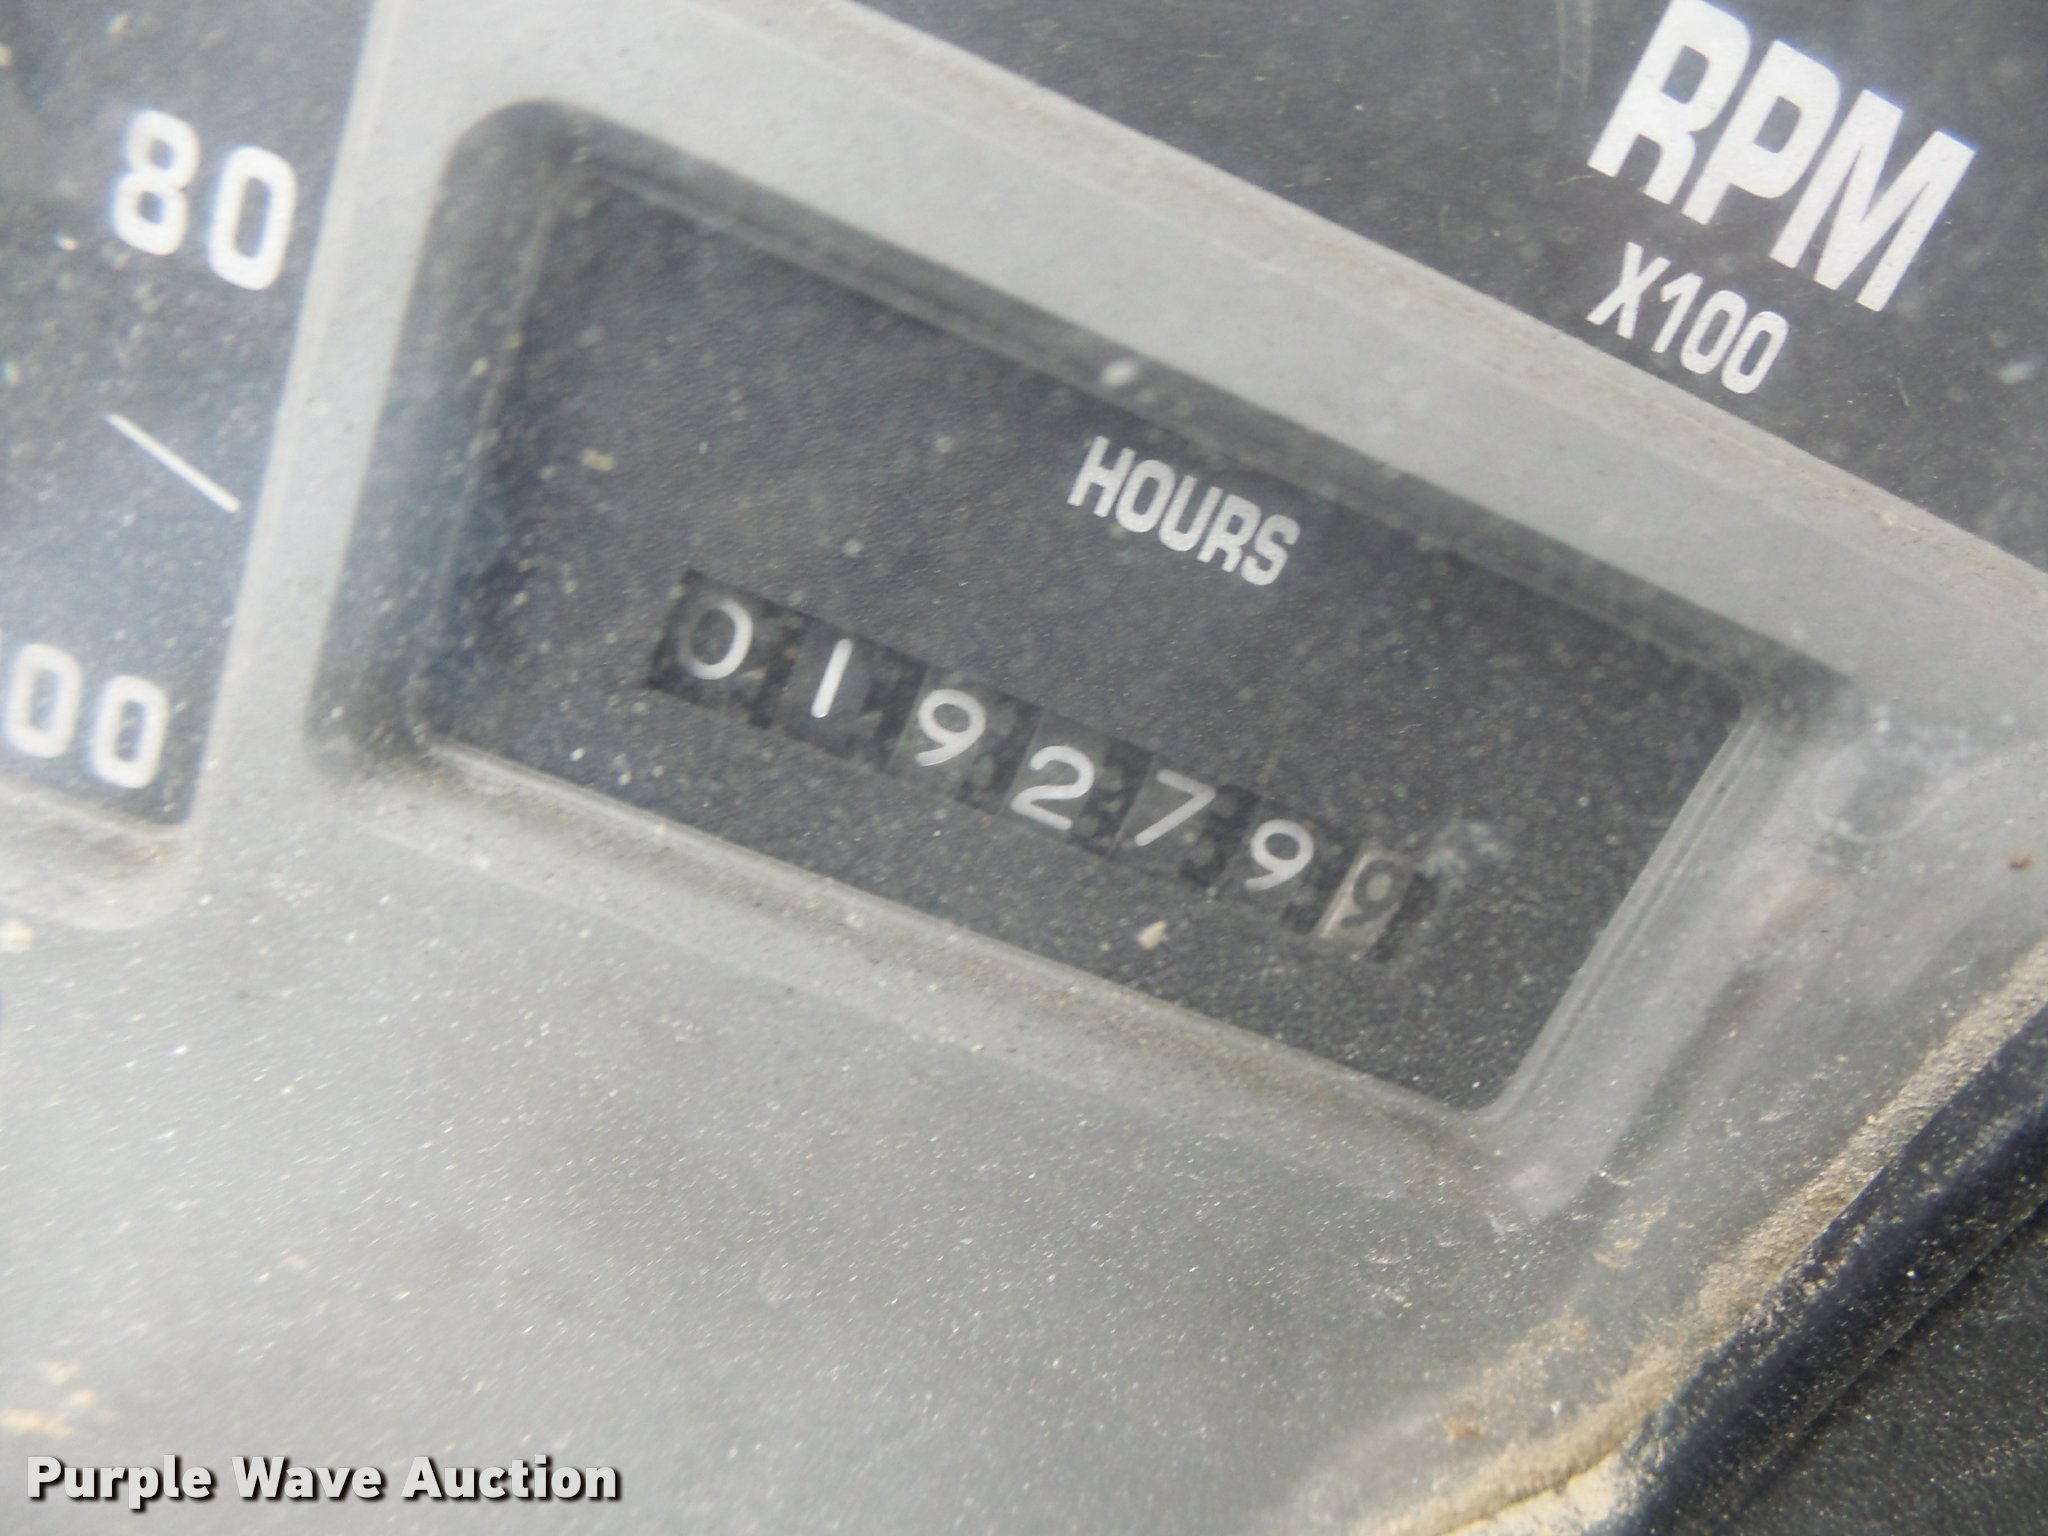 RPM
X100
80
HOURS
0192799
00
Purple Wave Auction